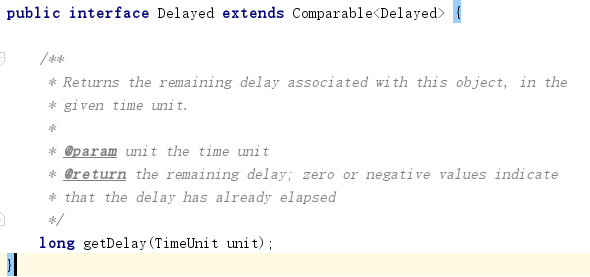 public interface Delayed extends Comparable<Delayed> {
/**
* Returns the remaining delay associated with this object, in the
* given time unit.
*
* @param unit the time unit
* @return the remaining delay; zero or negative values indicate
* that the delay has already elapsed
*/
long getDelay(TimeUnit unit);
}